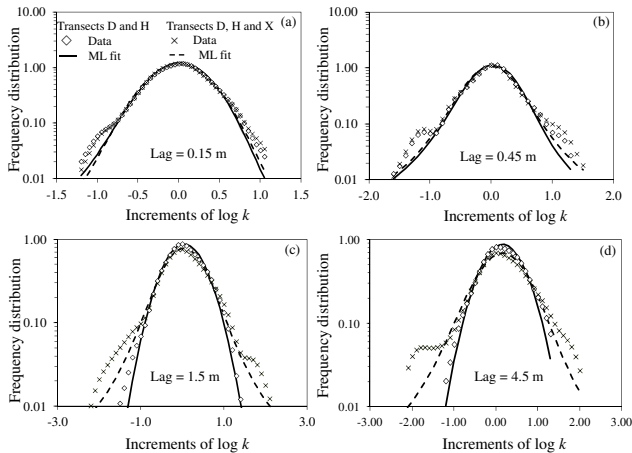 Transects D and H Transects D, H and X (a)
Data Data
ML fit ML fit
Frequency distribution
10.00
1.00
0.10
0.01
Lag = 0.15 m
-1.5 -1.0 -0.5 0.0 0.5 1.0 1.5
Increments of log k
(b)
Frequency distribution
10.00
1.00
0.10
0.01
Lag = 0.45 m
-2.0 -1.0 0.0 1.0 2.0
Increments of log k
(c)
Frequency distribution
1.00
0.10
0.01
Lag = 1.5 m
-3.0 -1.0 1.0 3.0
Increments of log k
(d)
Frequency distribution
1.00
0.10
0.01
Lag = 4.5 m
-3.00 -2.00 -1.00 0.00 1.00 2.00 3.00
Increments of log k